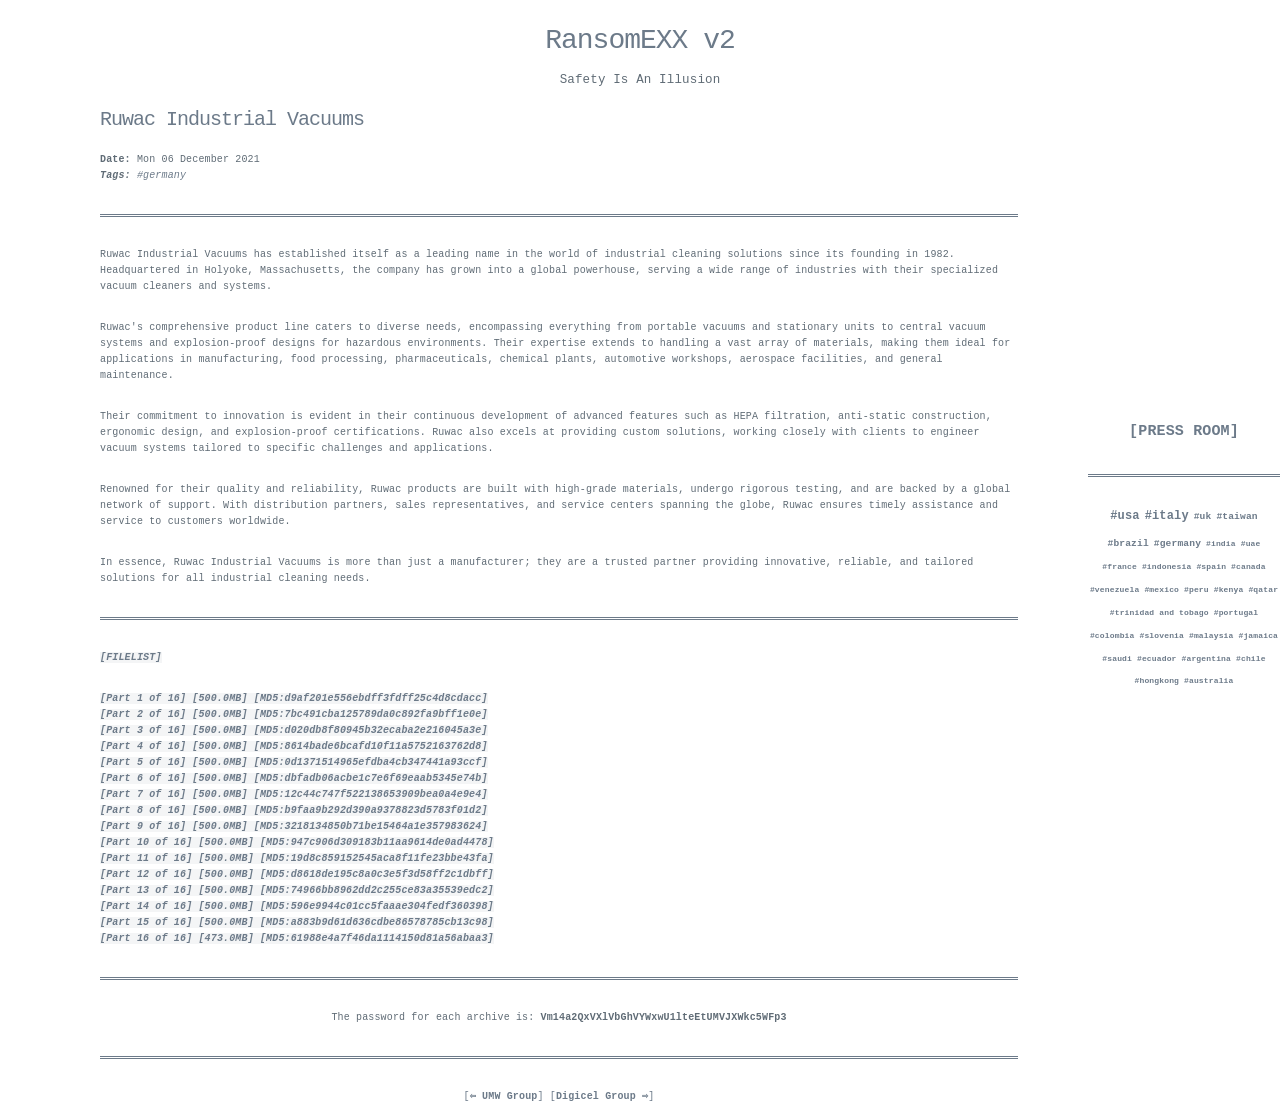 RansomEXX v2
Safety Is An Illusion
Ruwac Industrial Vacuums
Date: Mon 06 December 2021
Tags: #germany
Ruwac Industrial Vacuums has established itself as a leading name in the world of industrial cleaning solutions since its founding in 1982.
Headquartered in Holyoke, Massachusetts, the company has grown into a global powerhouse, serving a wide range of industries with their specialized
vacuum cleaners and systems.
Ruwac's comprehensive product line caters to diverse needs, encompassing everything from portable vacuums and stationary units to central vacuum
systems and explosion-proof designs for hazardous environments. Their expertise extends to handling a vast array of materials, making them ideal for
applications in manufacturing, food processing, pharmaceuticals, chemical plants, automotive workshops, aerospace facilities, and general
maintenance.
Their commitment to innovation is evident in their continuous development of advanced features such as HEPA filtration, anti-static construction,
ergonomic design, and explosion-proof certifications. Ruwac also excels at providing custom solutions, working closely with clients to engineer
vacuum systems tailored to specific challenges and applications.
Renowned for their quality and reliability, Ruwac products are built with high-grade materials, undergo rigorous testing, and are backed by a global
network of support. With distribution partners, sales representatives, and service centers spanning the globe, Ruwac ensures timely assistance and
service to customers worldwide.
In essence, Ruwac Industrial Vacuums is more than just a manufacturer; they are a trusted partner providing innovative, reliable, and tailored
solutions for all industrial cleaning needs.
[FILELIST]
[Part 1 of 16] [500.0MB] [MD5:d9af201e556ebdff3fdff25c4d8cdacc]
[Part 2 of 16] [500.0MB] [MD5:7bc491cba125789da0c892fa9bff1e0e]
[Part 3 of 16] [500.0MB] [MD5:d020db8f80945b32ecaba2e216045a3e]
[Part 4 of 16] [500.0MB] [MD5:8614bade6bcafd10f11a5752163762d8]
[Part 5 of 16] [500.0MB] [MD5:0d1371514965efdba4cb347441a93ccf]
[Part 6 of 16] [500.0MB] [MD5:dbfadb06acbe1c7e6f69eaab5345e74b]
[Part 7 of 16] [500.0MB] [MD5:12c44c747f522138653909bea0a4e9e4]
[Part 8 of 16] [500.0MB] [MD5:b9faa9b292d390a9378823d5783f01d2]
[Part 9 of 16] [500.0MB] [MD5:3218134850b71be15464a1e357983624]
[Part 10 of 16] [500.0MB] [MD5:947c906d309183b11aa9614de0ad4478]
[Part 11 of 16] [500.0MB] [MD5:19d8c859152545aca8f11fe23bbe43fa]
[Part 12 of 16] [500.0MB] [MD5:d8618de195c8a0c3e5f3d58ff2c1dbff]
[Part 13 of 16] [500.0MB] [MD5:74966bb8962dd2c255ce83a35539edc2]
[Part 14 of 16] [500.0MB] [MD5:596e9944c01cc5faaae304fedf360398]
[Part 15 of 16] [500.0MB] [MD5:a883b9d61d636cdbe86578785cb13c98]
[Part 16 of 16] [473.0MB] [MD5:61988e4a7f46da1114150d81a56abaa3]
The password for each archive is: Vm14a2QxVXlVbGhVYWxwU1lteEtUMVJXWkc5WFp3
[⇐ UMW Group] [Digicel Group ⇒]
[PRESS ROOM]
#usa #italy #uk #taiwan
#brazil #germany #india #uae
#france #indonesia #spain #canada
#venezuela #mexico #peru #kenya #qatar
#trinidad and tobago #portugal
#colombia #slovenia #malaysia #jamaica
#saudi #ecuador #argentina #chile
#hongkong #australia